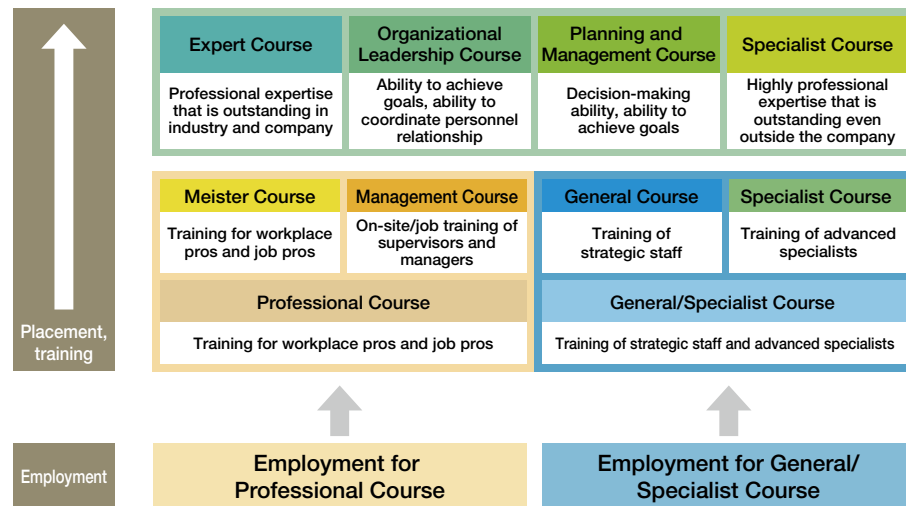 Expert Course
Organizational
Leadership Course
Planning and
Management Course
Specialist Course
Professional expertise
that is outstanding in
industry and company
Ability to achieve
goals, ability to
coordinate personnel
relationship
Decision-making
ability, ability to
achieve goals
Highly professional
expertise that is
outstanding even
outside the company
Meister Course
Management Course
General Course
Specialist Course
Training for workplace
pros and job pros
On-site/job training of
supervisors and
managers
Training of
strategic staff
Training of advanced
specialists
Professional Course
General/Specialist Course
Training for workplace pros and job pros
Training of strategic staff and advanced specialists
Placement,
training
Employment
Employment for
Professional Course
Employment for General/
Specialist Course